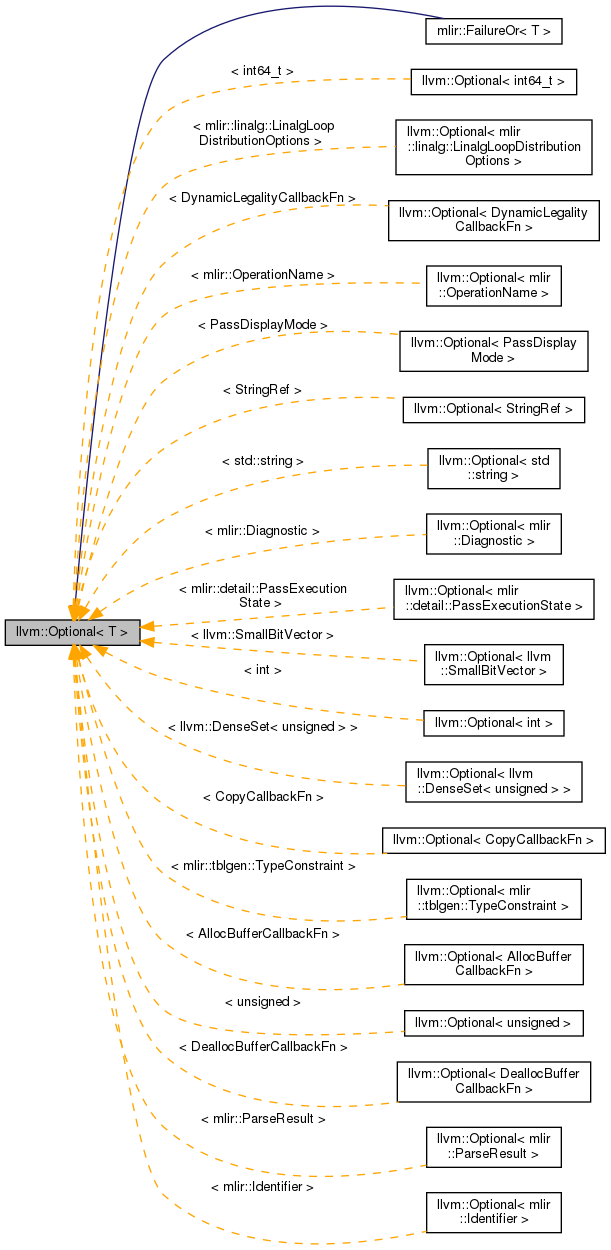 mlir::FailureOr< T >
< int64_t >
llvm::Optional< int64_t >
< mlir::linalg::LinalgLoop
DistributionOptions >
llvm::Optional< mlir
::linalg::LinalgLoopDistribution
Options >
< DynamicLegalityCallbackFn >
llvm::Optional< DynamicLegality
CallbackFn >
< mlir::OperationName >
llvm::Optional< mlir
::OperationName >
< PassDisplayMode >
llvm::Optional< PassDisplay
Mode >
< StringRef >
llvm::Optional< StringRef >
< std::string >
llvm::Optional< std
::string >
< mlir::Diagnostic >
llvm::Optional< mlir
::Diagnostic >
< mlir::detail::PassExecution
State >
llvm::Optional< mlir
::detail::PassExecutionState >
llvm::Optional< T >
< llvm::SmallBitVector >
llvm::Optional< llvm
::SmallBitVector >
< int >
llvm::Optional< int >
< llvm::DenseSet< unsigned > >
llvm::Optional< llvm
::DenseSet< unsigned > >
< CopyCallbackFn >
llvm::Optional< CopyCallbackFn >
< mlir::tblgen::TypeConstraint >
llvm::Optional< mlir
::tblgen::TypeConstraint >
< AllocBufferCallbackFn >
llvm::Optional< AllocBuffer
CallbackFn >
< unsigned >
llvm::Optional< unsigned >
< DeallocBufferCallbackFn >
llvm::Optional< DeallocBuffer
CallbackFn >
< mlir::ParseResult >
llvm::Optional< mlir
::ParseResult >
< mlir::Identifier >
llvm::Optional< mlir
::Identifier >